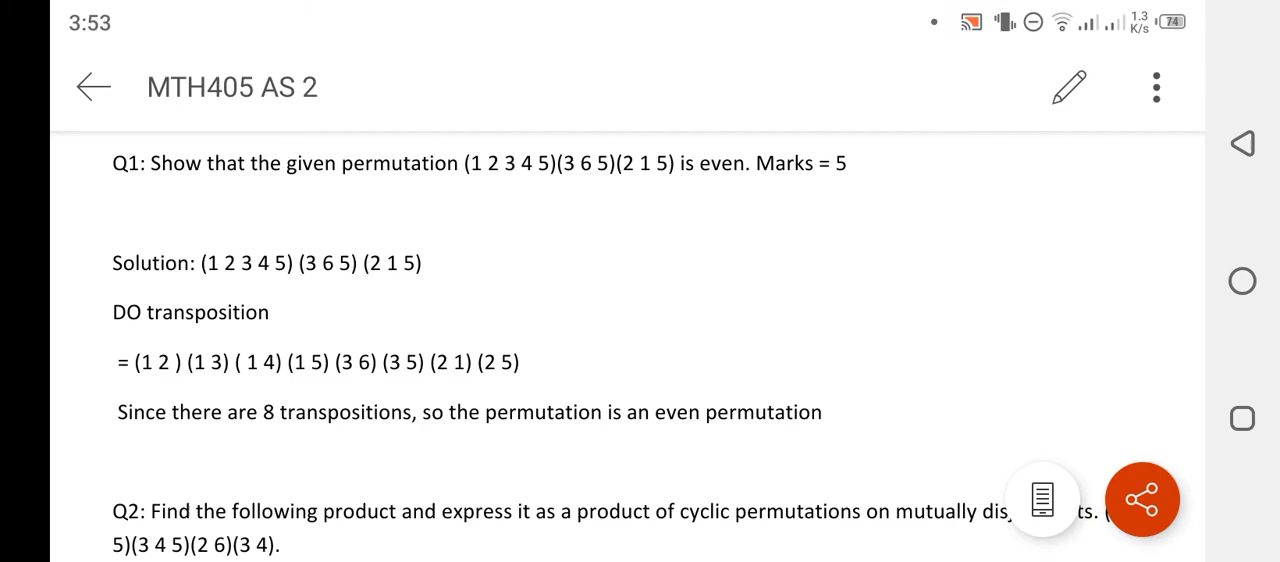 3:53
1.3
K/s
74
MTH405 AS 2
Q1: Show that the given permutation (1 2 3 4 5)(3 6 5)(2 1 5) is even. Marks = 5
Solution: (1 2 3 4 5) (3 6 5) (2 1 5)
DO transposition
= (1 2 ) (1 3) ( 1 4) (1 5) (3 6) (3 5) (2 1) (2 5)
Since there are 8 transpositions, so the permutation is an even permutation
Q2: Find the following product and express it as a product of cyclic permutations on mutually
5)(3 4 5)(2 6)(3 4).